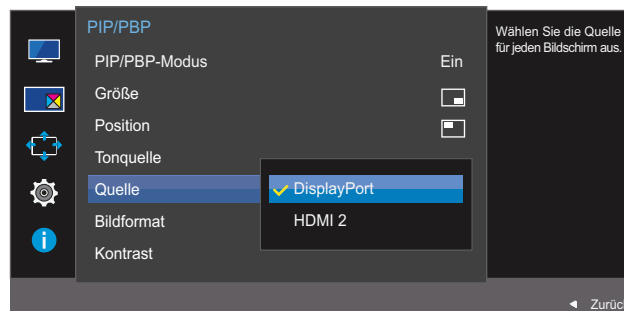 PIP/PBP
PIP/PBP-Modus Ein
Größe
Position
Tonquelle
Quelle
DisplayPort
Bildformat
HDMI 2
Kontrast
Wählen Sie die Quelle
für jeden Bildschirm aus.
Zurück